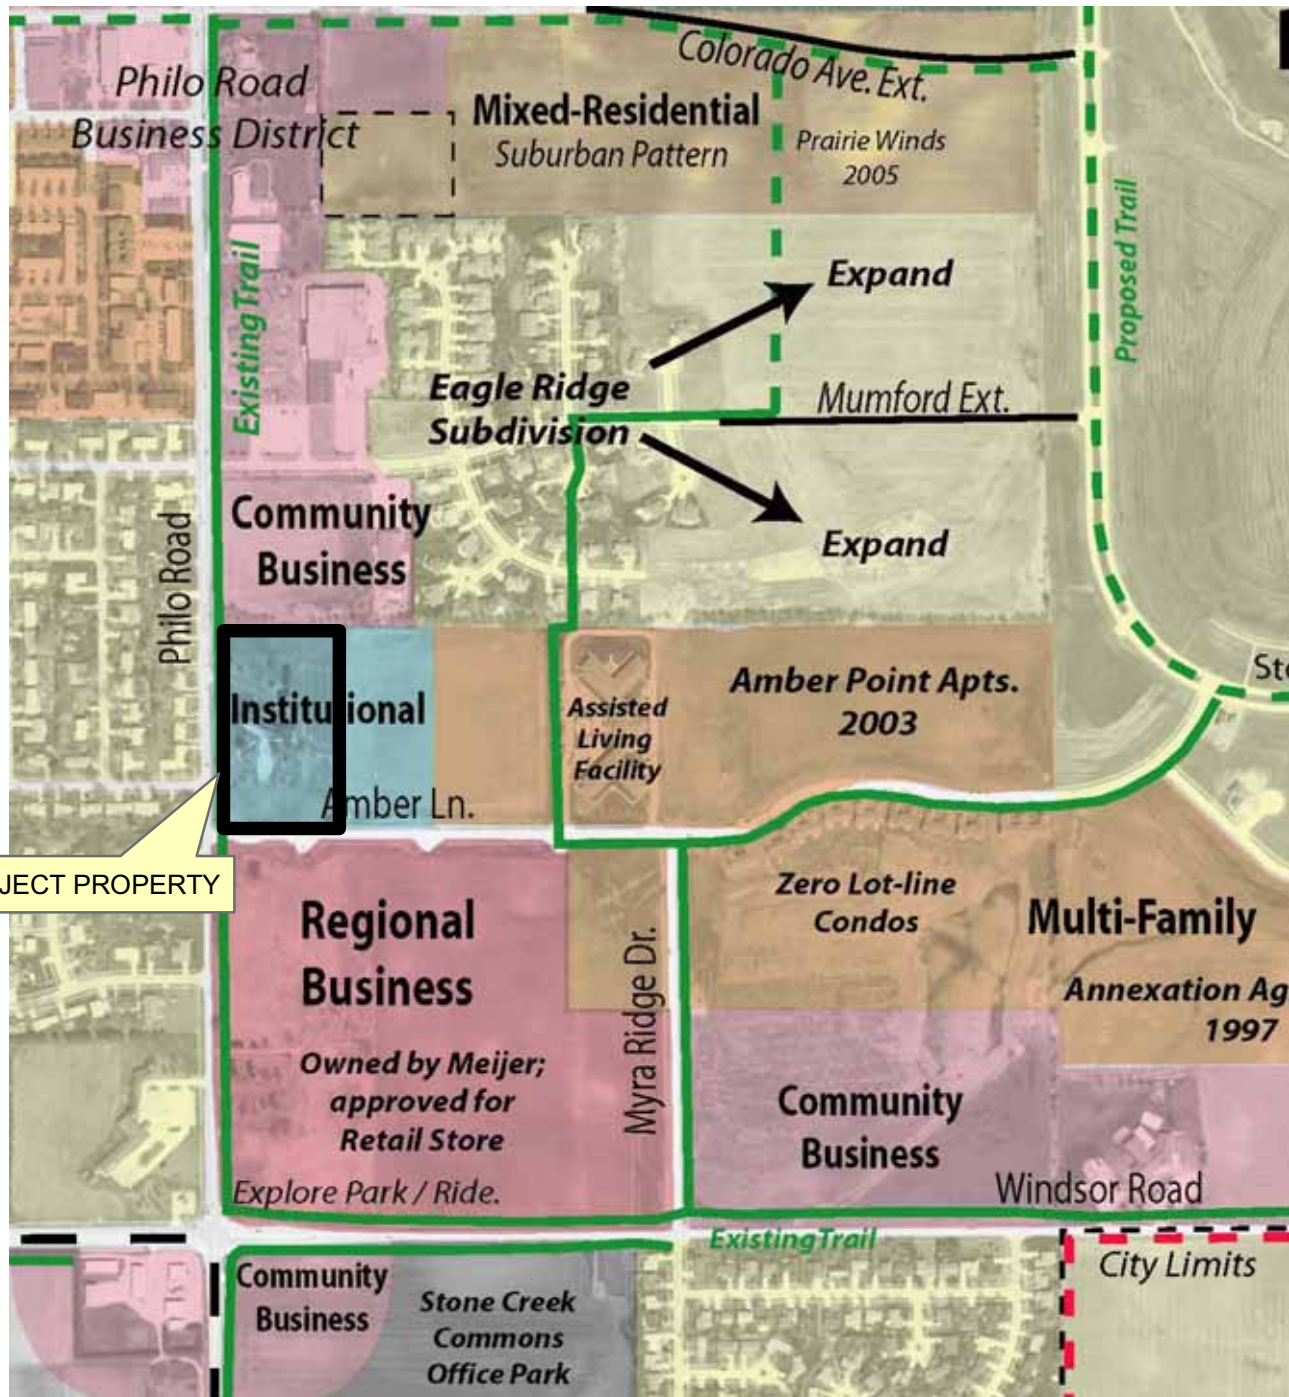 Philo Road
Business District
Colorado Ave. Ext.
Mixed-Residential
Suburban Pattern
Prairie Winds
2005
Existing Trail
Expand
Proposed Trail
Eagle Ridge
Subdivision
Mumford Ext.
Expand
Community
Business
Philo Road
Institutional
Amber Ln.
Assisted
Living
Facility
Amber Point Apts.
2003
JECT PROPERTY
Regional
Business
Owned by Meijer;
approved for
Retail Store
Explore Park / Ride.
Myra Ridge Dr.
Zero Lot-line
Condos
Multi-Family
Annexation Ag
1997
Community
Business
Windsor Road
Existing Trail
City Limits
Community
Business
Stone Creek
Commons
Office Park